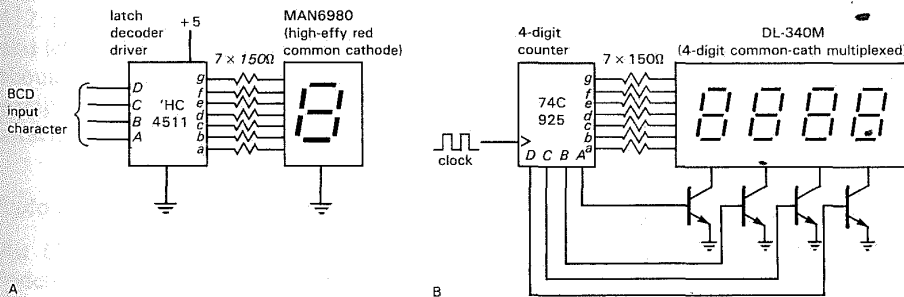 latch
decoder
driver
+5
MAN6980
(high-effy red
common cathode)
7 × 150Ω
BCD
input
character
D
C
B
A
'HC
4511
g
f
e
d
c
b
a
A
4-digit
counter
7 × 150Ω
DL-340M
(4-digit common-cath multiplexed)
74C
925
g
f
e
d
c
b
a
clock
D C B A
B